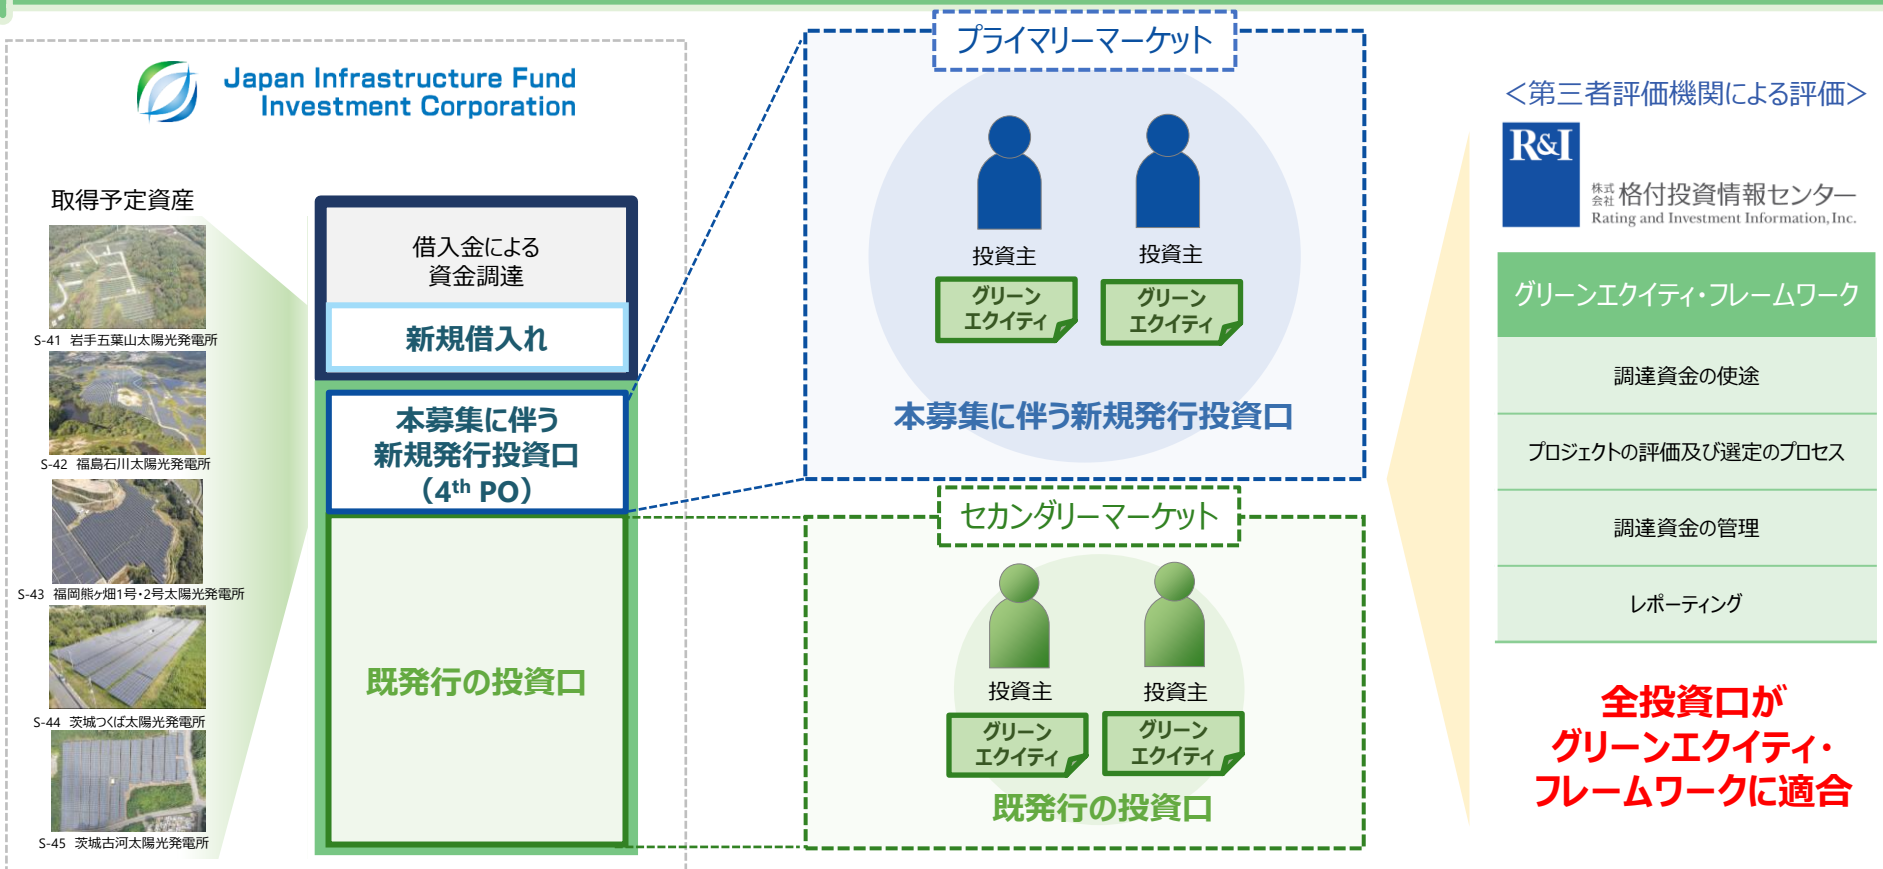 Japan Infrastructure Fund
Investment Corporation
取得予定資産
S-41 岩手五葉山太陽光発電所
S-42 福島石川太陽光発電所
S-43 福岡熊ヶ畑1号・2号太陽光発電所
S-44 茨城つくば太陽光発電所
S-45 茨城古河太陽光発電所
借入金による
資金調達
新規借入れ
本募集に伴う
新規発行投資口
（4th PO）
既発行の投資口
プライマリーマーケット
投資主
投資主
グリーン
エクイティ
グリーン
エクイティ
本募集に伴う新規発行投資口
セカンダリーマーケット
投資主
投資主
グリーン
エクイティ
グリーン
エクイティ
既発行の投資口
＜第三者評価機関による評価＞
R&I
株式会社 格付投資情報センター
Rating and Investment Information, Inc.
グリーンエクイティ・フレームワーク
調達資金の使途
プロジェクトの評価及び選定のプロセス
調達資金の管理
レポーティング
全投資口が
グリーンエクイティ・
フレームワークに適合